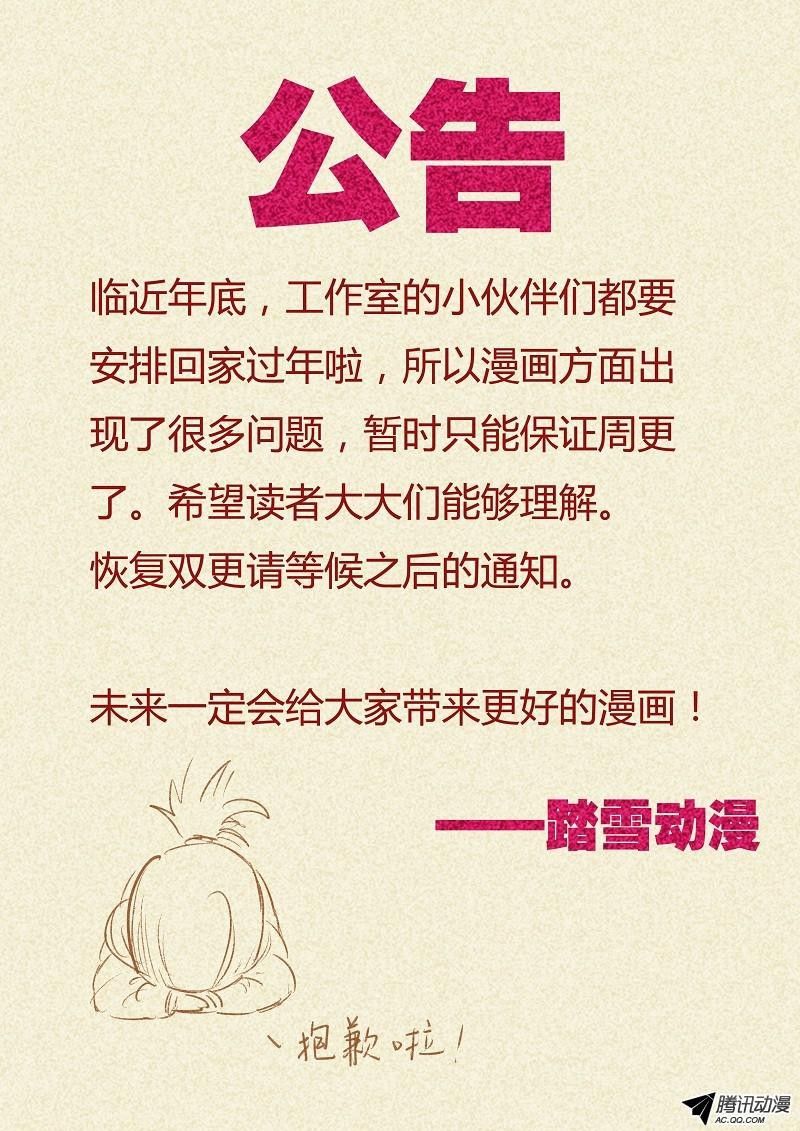 公告
临近年底，工作室的小伙伴们都要
安排回家过年啦，所以漫画方面出
现了很多问题，暂时只能保证周更
了。希望读者大大们能够理解。
恢复双更请等候之后的通知。
未来一定会给大家带来更好的漫画！
——踏雪动漫
抱歉啦！
腾讯动漫
AC.QQ.COM